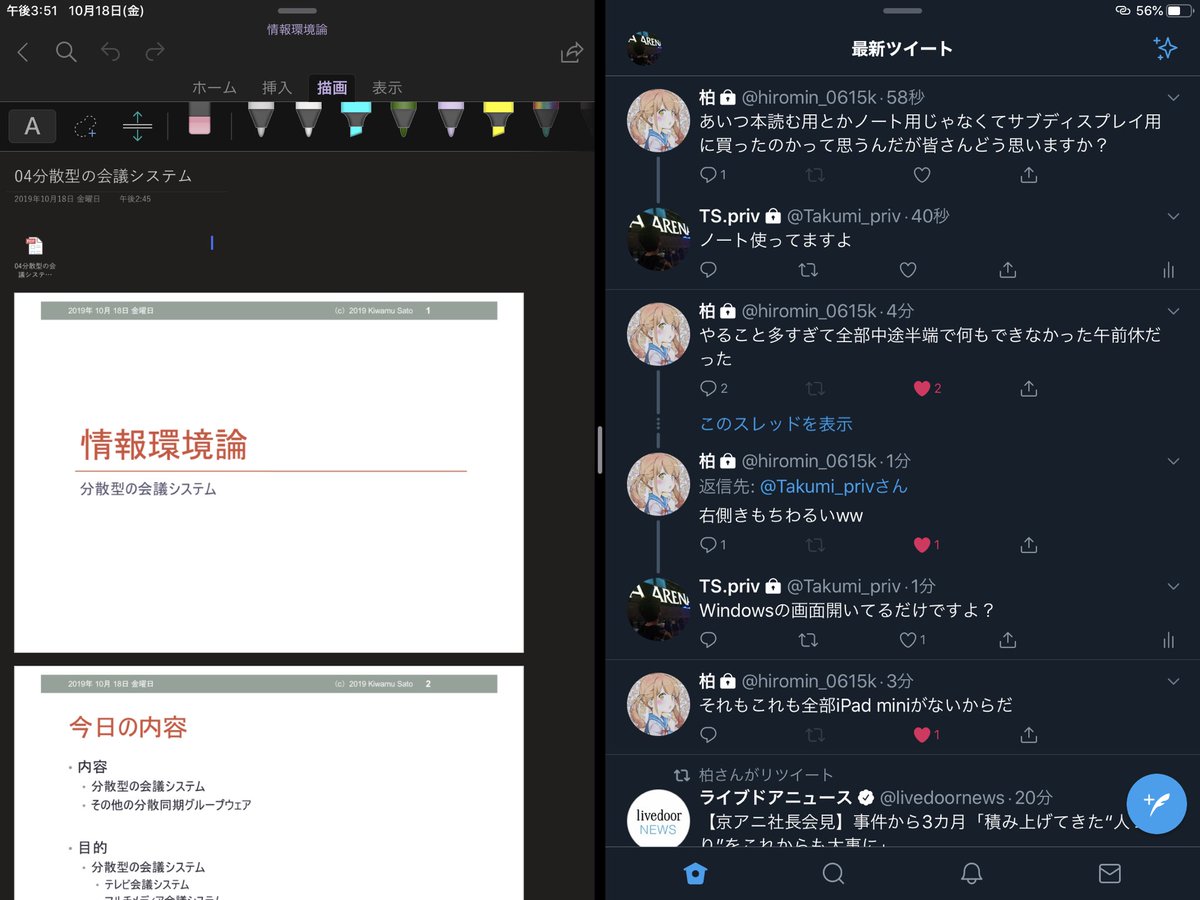 午後3:51 10月18日(金)
情報環境論
ホーム 挿入 描画 表示
A
04分散型の会議システム
2019年10月18日 金曜日 午後2:45
04分散型の会
議システ…
2019年 10月 18日 金曜日 (c) 2019 Kiwamu Sato 1
情報環境論
分散型の会議システム
2019年 10月 18日 金曜日 (c) 2019 Kiwamu Sato 2
今日の内容
・内容
・分散型の会議システム
・その他の分散同期グループウェア
・目的
・分散型の会議システム
・テレビ会議システム
56%
最新ツイート
柏 @hiromin_0615k·58秒
あいつ本読む用とかノート用じゃなくてサブディスプレイ用
に買ったのかって思うんだが皆さんどう思いますか？
1
TS.priv @Takumi_priv·40秒
ノート使ってますよ
柏 @hiromin_0615k·4分
やること多すぎて全部中途半端で何もできなかった午前休だ
った
2 2
このスレッドを表示
柏 @hiromin_0615k·1分
返信先: @Takumi_privさん
右側きもちわるいww
1 1
TS.priv @Takumi_priv·1分
Windowsの画面開いてるだけですよ？
1
柏 @hiromin_0615k·3分
それもこれも全部iPad miniがないからだ
1
柏さんがリツイート
ライブドアニュース @livedoornews·20分
livedoor
NEWS
【京アニ社長会見】事件から3カ月「積み上げてきた“人
り”をこれからも大事に」